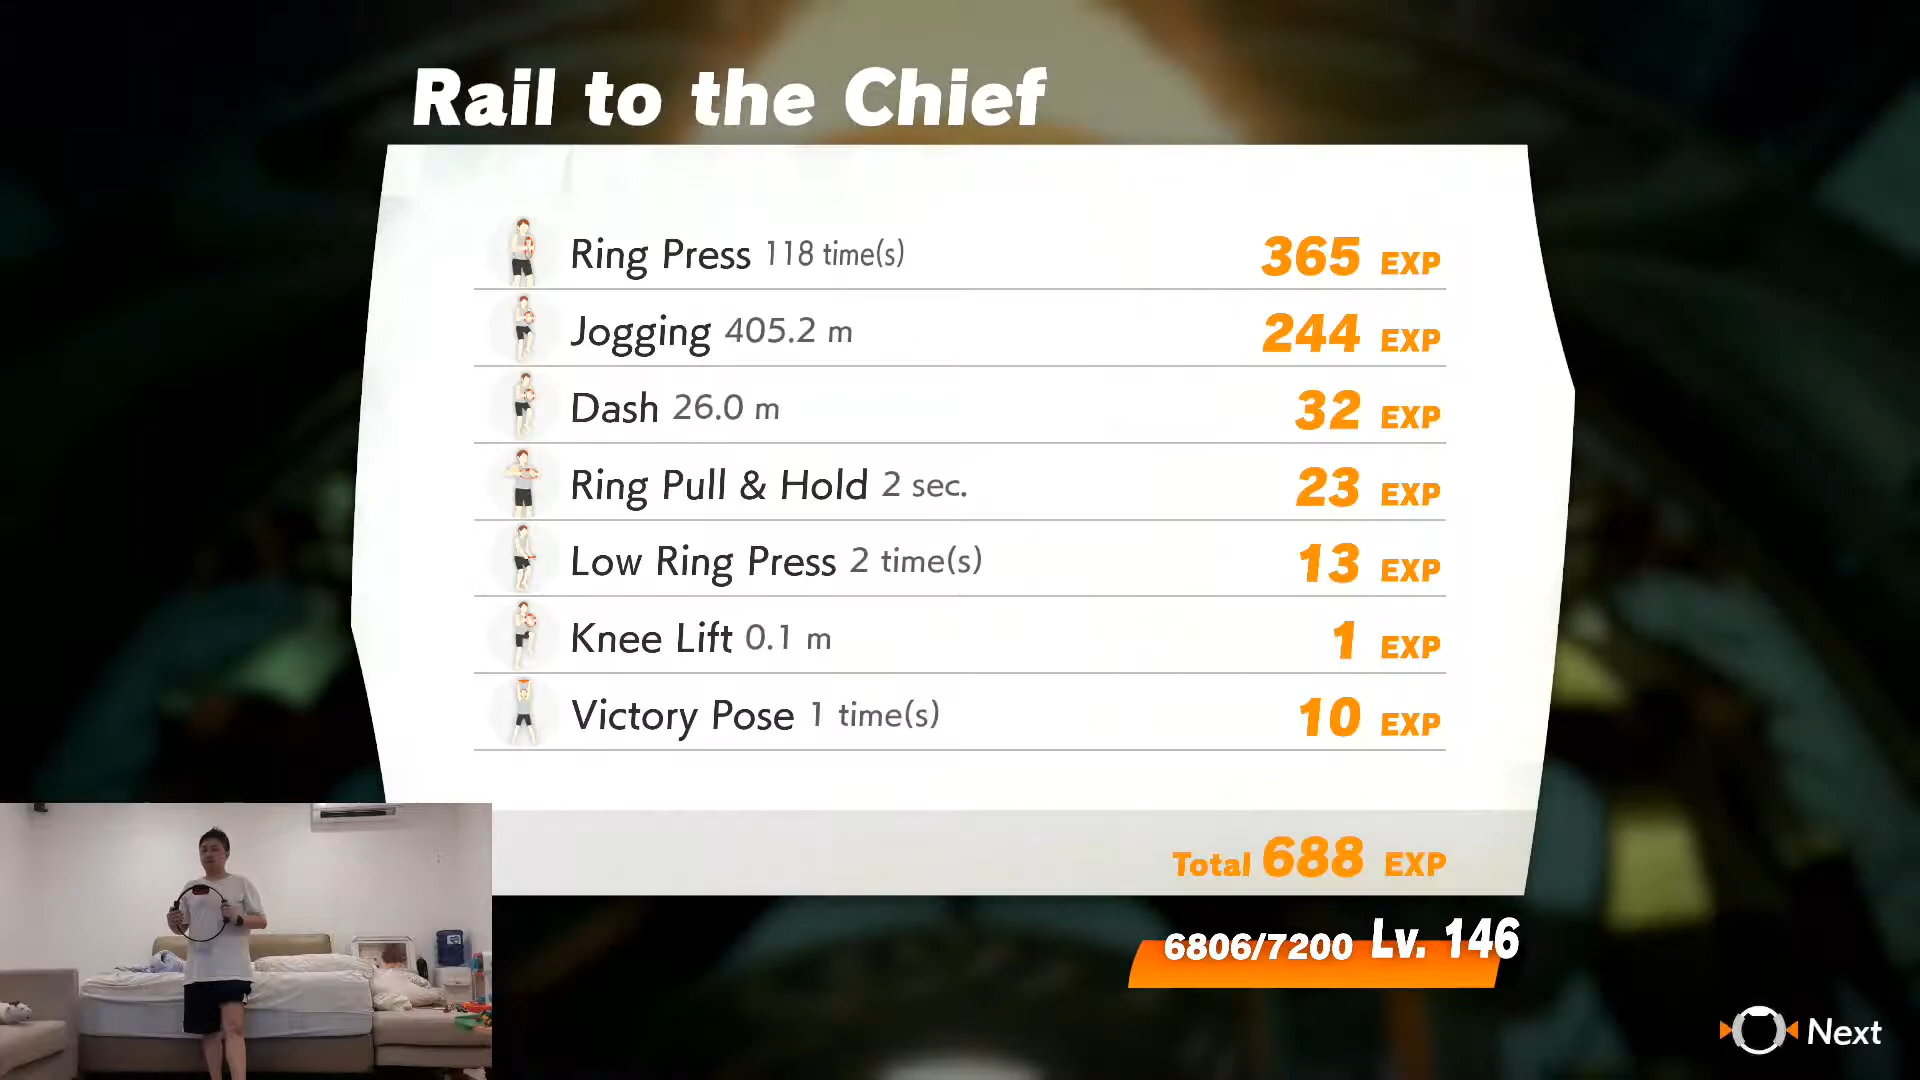 Rail to the Chief
Ring Press 118 time(s) 365 EXP
Jogging 405.2 m 244 EXP
Dash 26.0 m 32 EXP
Ring Pull & Hold 2 sec. 23 EXP
Low Ring Press 2 time(s) 13 EXP
Knee Lift 0.1 m 1 EXP
Victory Pose 1 time(s) 10 EXP
Total 688 EXP
6806/7200 Lv. 146
Next